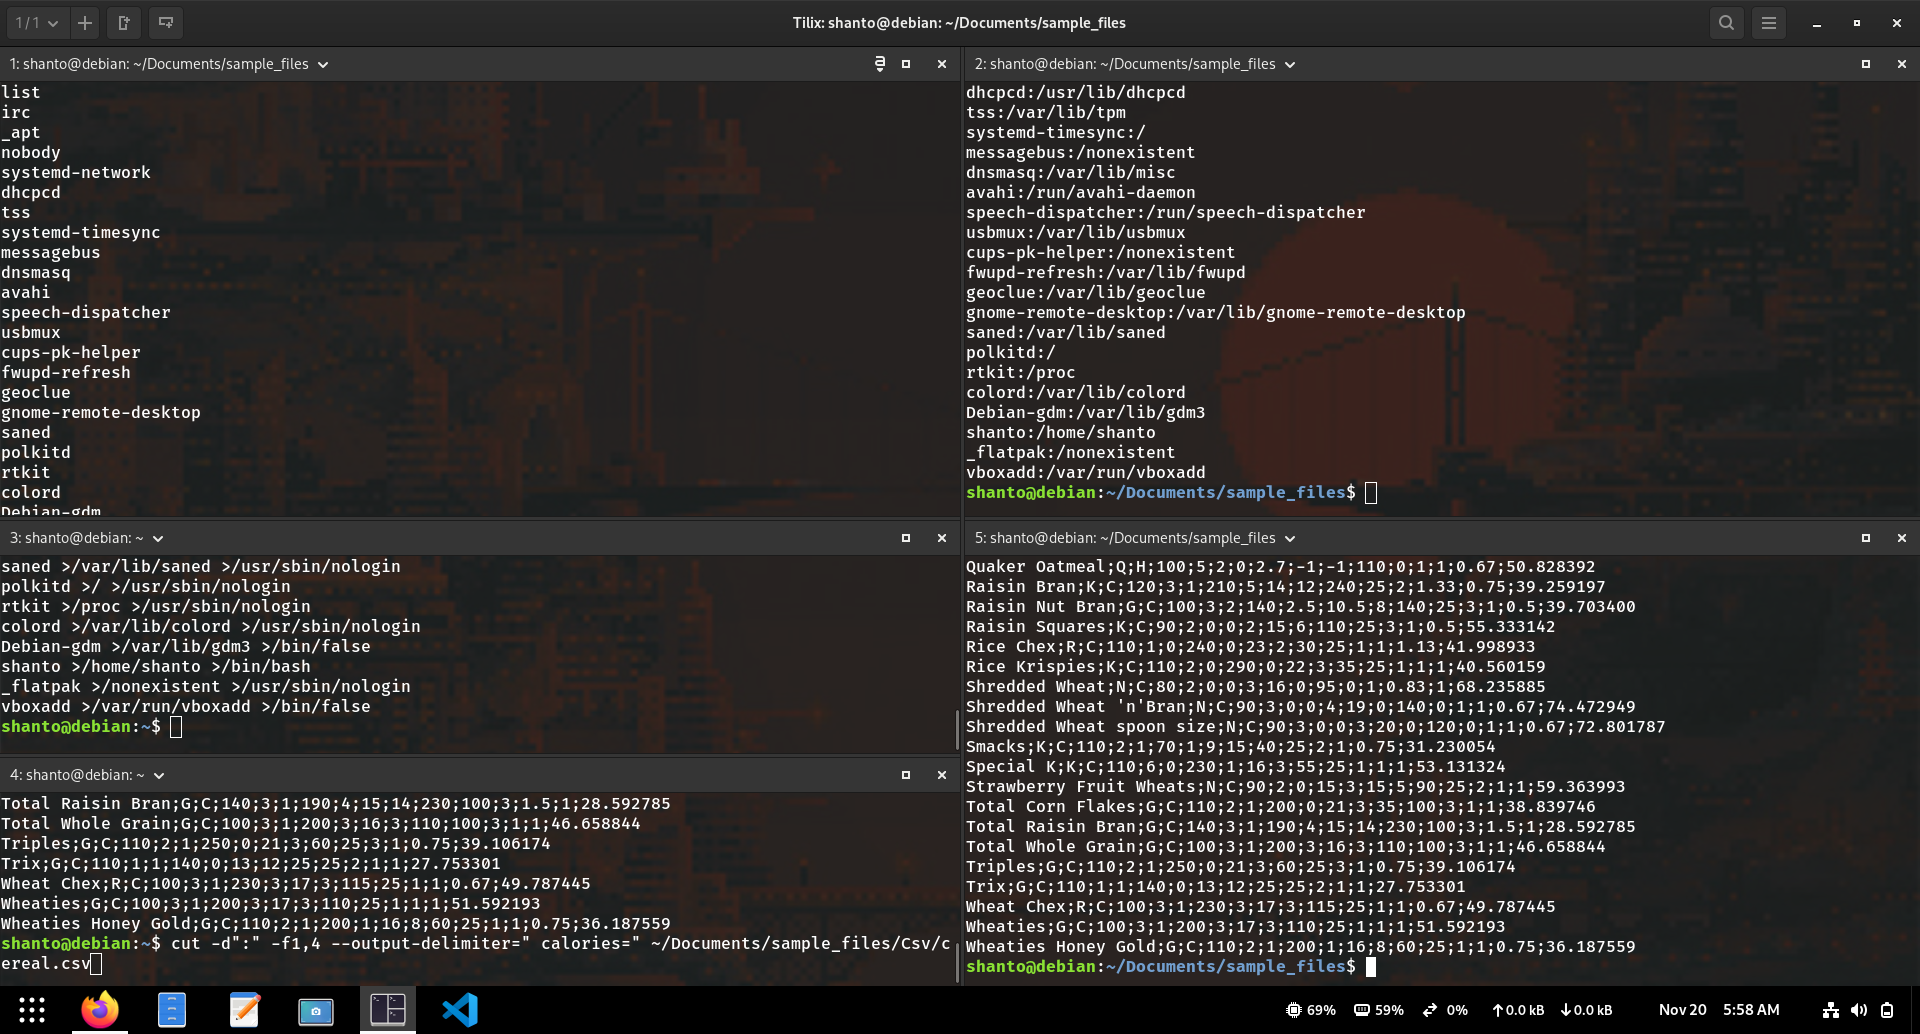 1 / 1
Tilix: shanto@debian: ~/Documents/sample_files
1: shanto@debian: ~/Documents/sample_files
list
irc
_apt
nobody
systemd-network
dhcpcd
tss
systemd-timesync
messagebus
dnsmasq
avahi
speech-dispatcher
usbmux
cups-pk-helper
fwupd-refresh
geoclue
gnome-remote-desktop
saned
polkitd
rtkit
colord
Debian-gdm
2: shanto@debian: ~/Documents/sample_files
dhcpcd:/usr/lib/dhcpcd
tss:/var/lib/tpm
systemd-timesync:/
messagebus:/nonexistent
dnsmasq:/var/lib/misc
avahi:/run/avahi-daemon
speech-dispatcher:/run/speech-dispatcher
usbmux:/var/lib/usbmux
cups-pk-helper:/nonexistent
fwupd-refresh:/var/lib/fwupd
geoclue:/var/lib/geoclue
gnome-remote-desktop:/var/lib/gnome-remote-desktop
saned:/var/lib/saned
polkitd:/
rtkit:/proc
colord:/var/lib/colord
Debian-gdm:/var/lib/gdm3
shanto:/home/shanto
_flatpak:/nonexistent
vboxadd:/var/run/vboxadd
shanto@debian:~/Documents/sample_files$
3: shanto@debian: ~
saned >/var/lib/saned >/usr/sbin/nologin
polkitd >/ >/usr/sbin/nologin
rtkit >/proc >/usr/sbin/nologin
colord >/var/lib/colord >/usr/sbin/nologin
Debian-gdm >/var/lib/gdm3 >/bin/false
shanto >/home/shanto >/bin/bash
_flatpak >/nonexistent >/usr/sbin/nologin
vboxadd >/var/run/vboxadd >/bin/false
shanto@debian:~$
4: shanto@debian: ~
Total Raisin Bran;G;C;140;3;1;190;4;15;14;230;100;3;1.5;1;28.592785
Total Whole Grain;G;C;100;3;1;200;3;16;3;110;100;3;1;1;46.658844
Triples;G;C;110;2;1;250;0;21;3;60;25;3;1;0.75;39.106174
Trix;G;C;110;1;1;140;0;13;12;25;25;2;1;1;27.753301
Wheat Chex;R;C;100;3;1;230;3;17;3;115;25;1;1;0.67;49.787445
Wheaties;G;C;100;3;1;200;3;17;3;110;25;1;1;1;51.592193
Wheaties Honey Gold;G;C;110;2;1;200;1;16;8;60;25;1;1;0.75;36.187559
shanto@debian:~$ cut -d":" -f1,4 --output-delimiter=" calories=" ~/Documents/sample_files/Csv/c
ereal.csv
5: shanto@debian: ~/Documents/sample_files
Quaker Oatmeal;Q;H;100;5;2;0;2.7;-1;-1;110;0;1;1;0.67;50.828392
Raisin Bran;K;C;120;3;1;210;5;14;12;240;25;2;1.33;0.75;39.259197
Raisin Nut Bran;G;C;100;3;2;140;2.5;10.5;8;140;25;3;1;0.5;39.703400
Raisin Squares;K;C;90;2;0;0;2;15;6;110;25;3;1;0.5;55.333142
Rice Chex;R;C;110;1;0;240;0;23;2;30;25;1;1;1.13;41.998933
Rice Krispies;K;C;110;2;0;290;0;22;3;35;25;1;1;1;40.560159
Shredded Wheat;N;C;80;2;0;0;3;16;0;95;0;1;0.83;1;68.235885
Shredded Wheat 'n'Bran;N;C;90;3;0;0;4;19;0;140;0;1;1;0.67;74.472949
Shredded Wheat spoon size;N;C;90;3;0;0;3;20;0;120;0;1;1;0.67;72.801787
Smacks;K;C;110;2;1;70;1;9;15;40;25;2;1;0.75;31.230054
Special K;K;C;110;6;0;230;1;16;3;55;25;1;1;1;53.131324
Strawberry Fruit Wheats;N;C;90;2;0;15;3;15;5;90;25;2;1;1;59.363993
Total Corn Flakes;G;C;110;2;1;200;0;21;3;35;100;3;1;1;38.839746
Total Raisin Bran;G;C;140;3;1;190;4;15;14;230;100;3;1.5;1;28.592785
Total Whole Grain;G;C;100;3;1;200;3;16;3;110;100;3;1;1;46.658844
Triples;G;C;110;2;1;250;0;21;3;60;25;3;1;0.75;39.106174
Trix;G;C;110;1;1;140;0;13;12;25;25;2;1;1;27.753301
Wheat Chex;R;C;100;3;1;230;3;17;3;115;25;1;1;0.67;49.787445
Wheaties;G;C;100;3;1;200;3;17;3;110;25;1;1;1;51.592193
Wheaties Honey Gold;G;C;110;2;1;200;1;16;8;60;25;1;1;0.75;36.187559
shanto@debian:~/Documents/sample_files$
69% 59% 0% ↑0.0 kB ↓0.0 kB Nov 20 5:58 AM